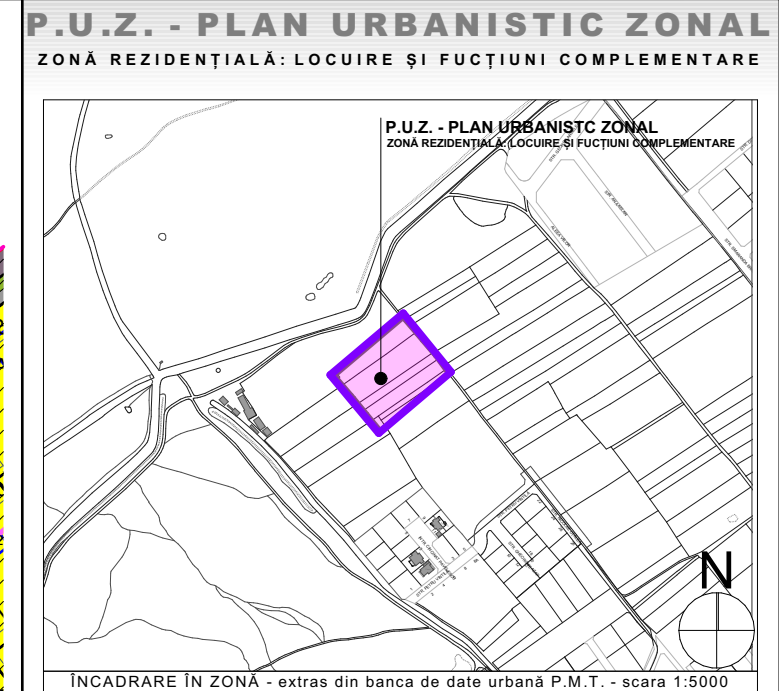 P.U.Z. - PLAN URBANISTIC ZONAL
ZONĂ REZIDENȚIALĂ: LOCUIRE ȘI FUCȚIUNI COMPLEMENTARE
P.U.Z. - PLAN URBANISTC ZONAL
ZONĂ REZIDENȚIALĂ: LOCUIRE ȘI FUCȚIUNI COMPLEMENTARE
N
ÎNCADRARE ÎN ZONĂ - extras din banca de date urbană P.M.T. - scara 1:5000